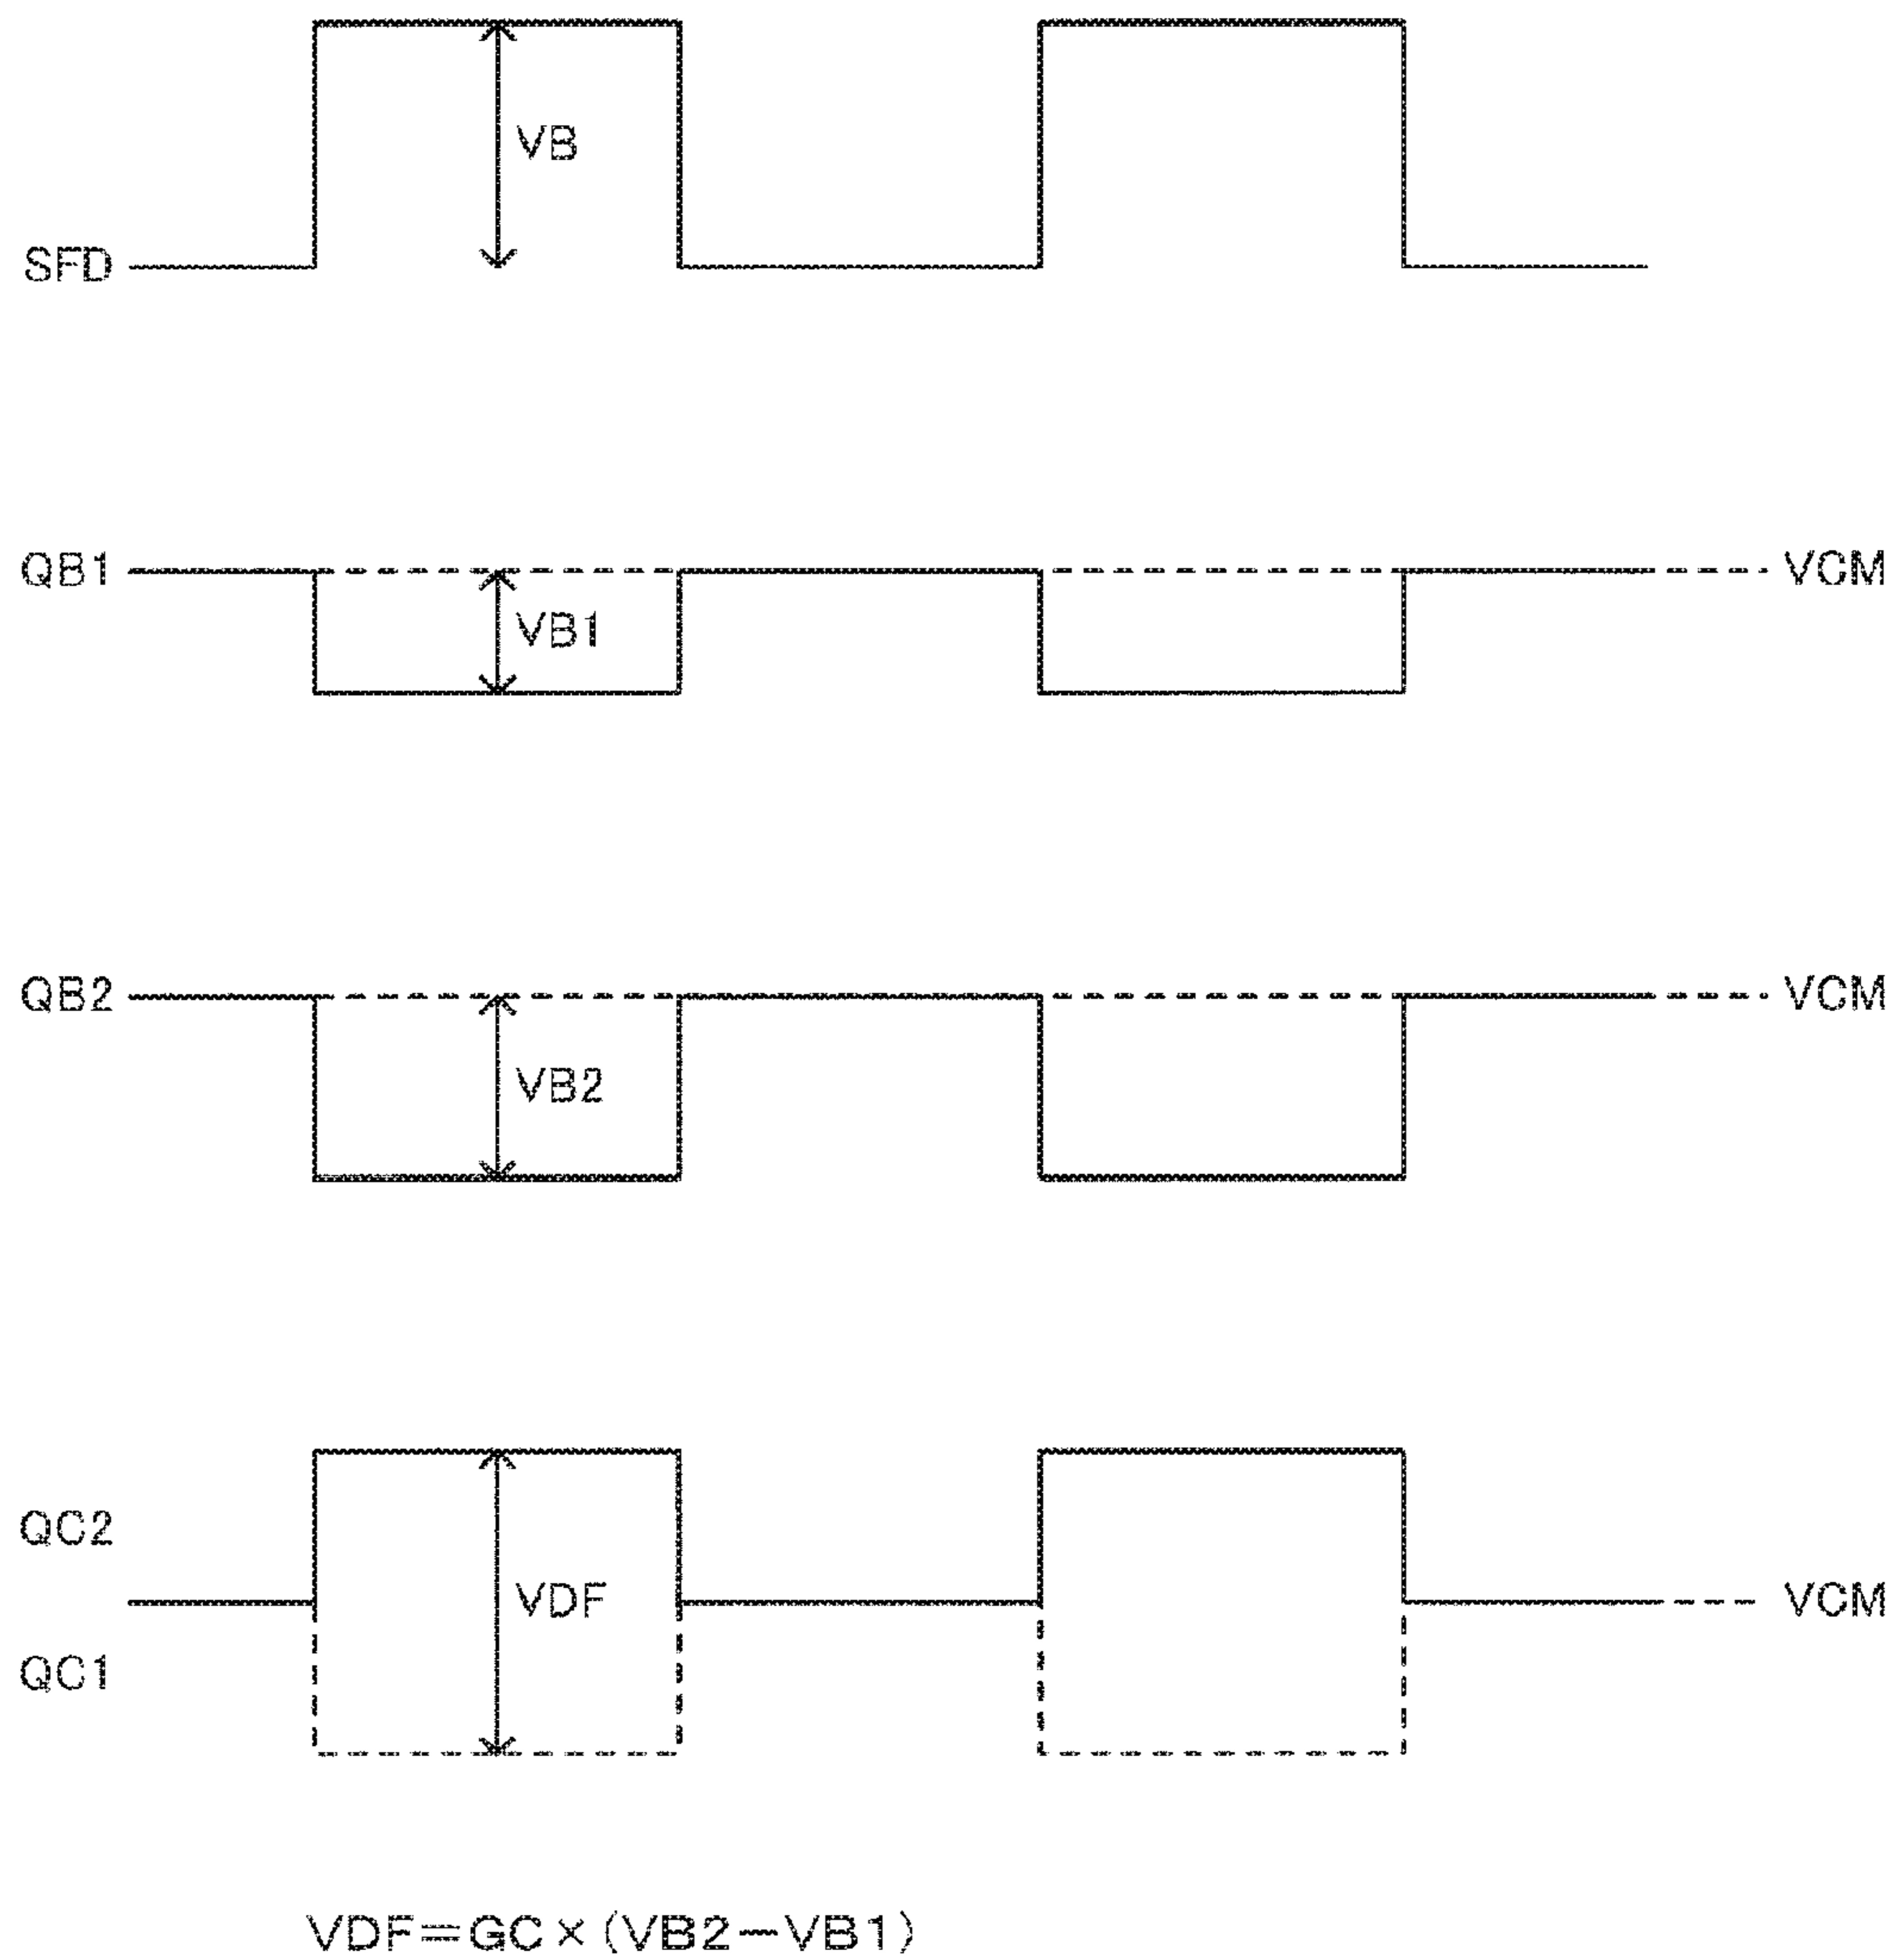 VB
SFD
QB1
VCM
VB1
QB2
VCM
VB2
QC2
VDF
VCM
QC1
VDF=GC×(VB2-VB1)